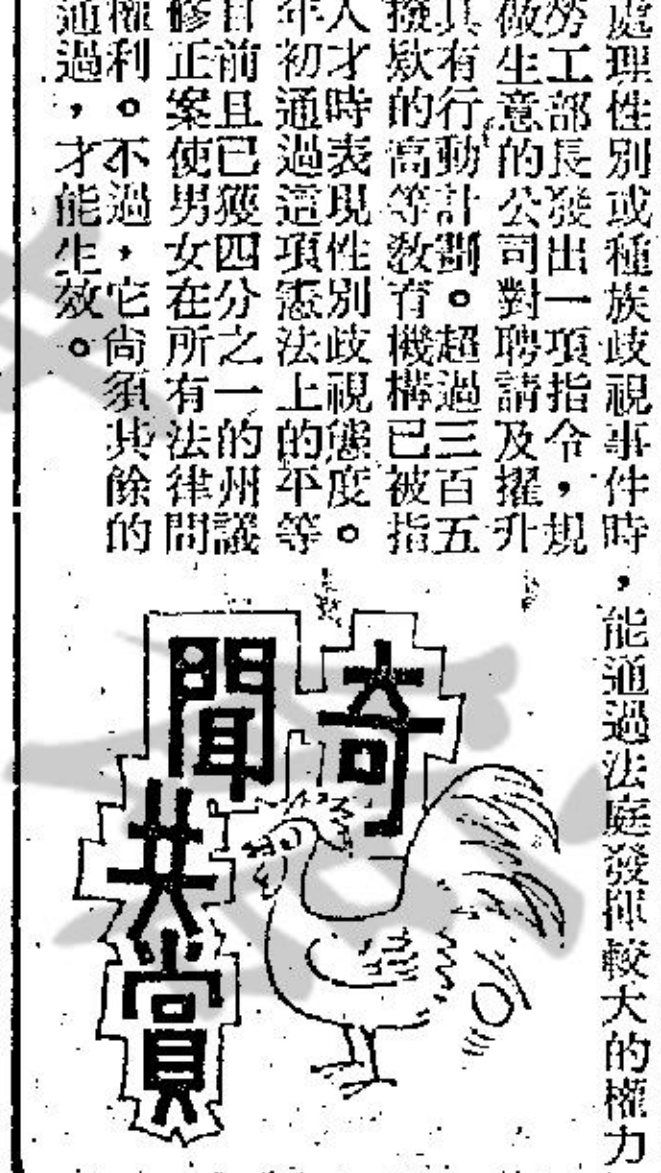 處理性別或種族歧視事件時，能通過法庭發揮較大的權力
勞工部長發出一項指令，規
做生意的公司對聘請及擢升
具有行動計劃。超過三百五
撥欵的高等敎育機構已被指
人才時表現性別歧視態度。
年初通過這項憲法上的平等
目前且已獲四分之一的州議
修正案使男女在所有法律問
權利。不過，它尚須其餘的
通過，才能生效。
奇聞共賞